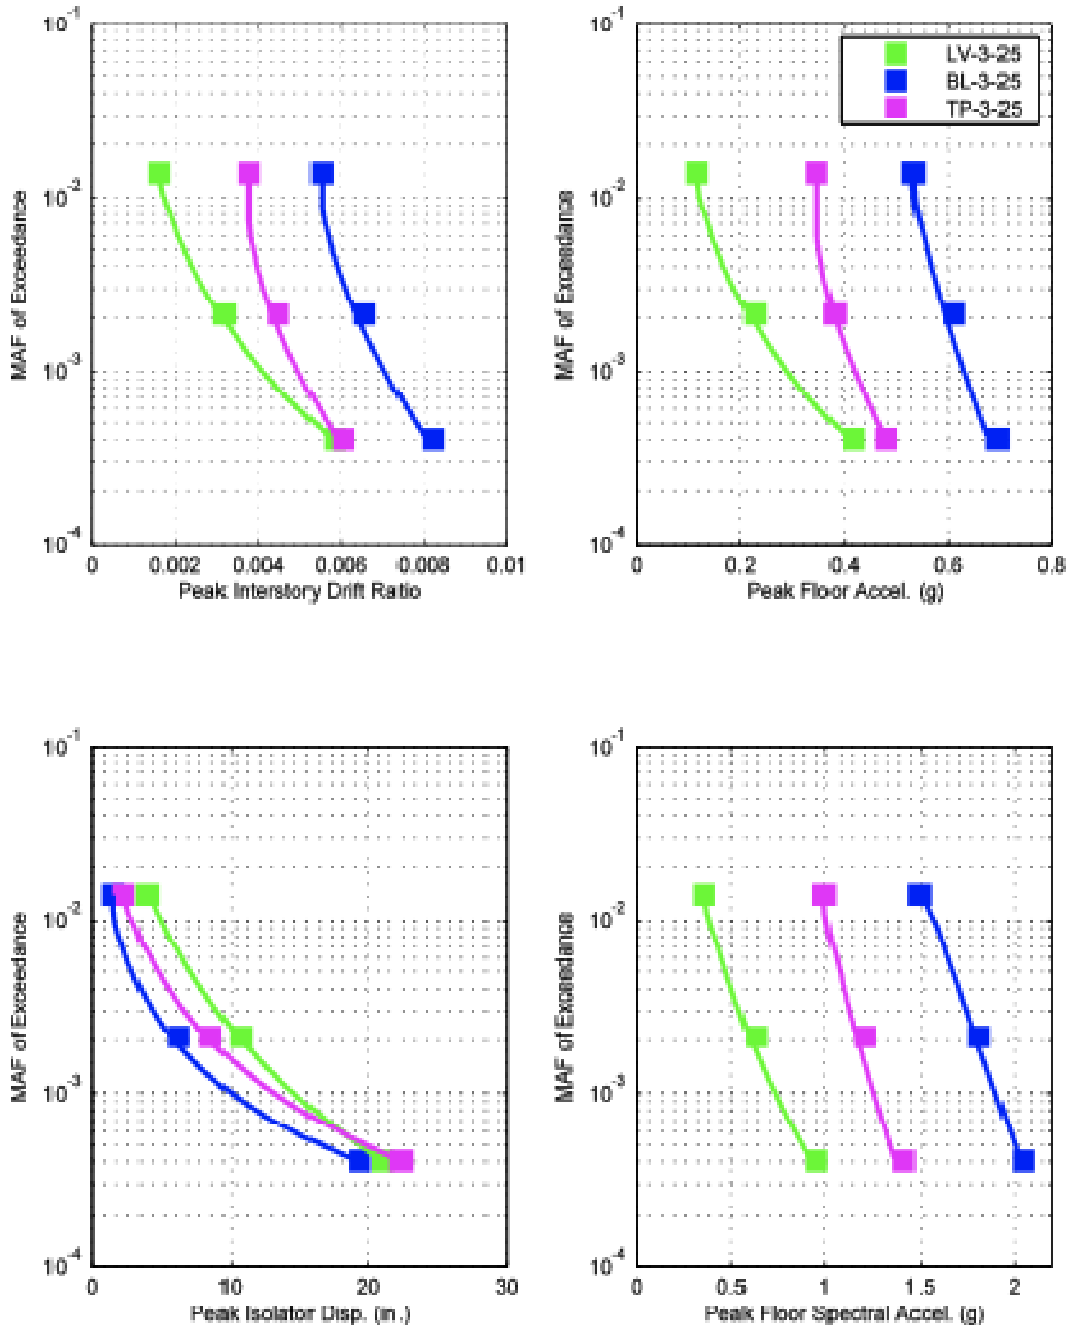 10^-1
10^-2
10^-3
10^-4
MAF of Exceedance
0 0.002 0.004 0.006 0.008 0.01
Peak Interstory Drift Ratio
LV-3-25
BL-3-25
TP-3-25
10^-1
10^-2
10^-3
10^-4
MAF of Exceedance
0 0.2 0.4 0.6 0.8
Peak Floor Accel. (g)
10^-1
10^-2
10^-3
10^-4
MAF of Exceedance
0 10 20 30
Peak Isolator Disp. (in.)
10^-1
10^-2
10^-3
10^-4
MAF of Exceedance
0 0.5 1 1.5 2
Peak Floor Spectral Accel. (g)